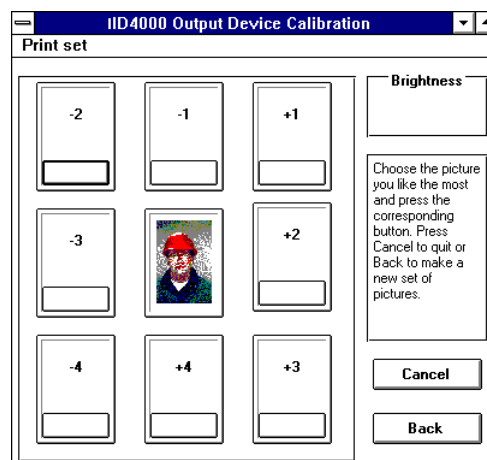 IID4000 Output Device Calibration
Print set
-2
-1
+1
-3
+2
-4
+4
+3
Brightness
Choose the picture
you like the most
and press the
corresponding
button. Press
Cancel to quit or
Back to make a
new set of
pictures.
Cancel
Back